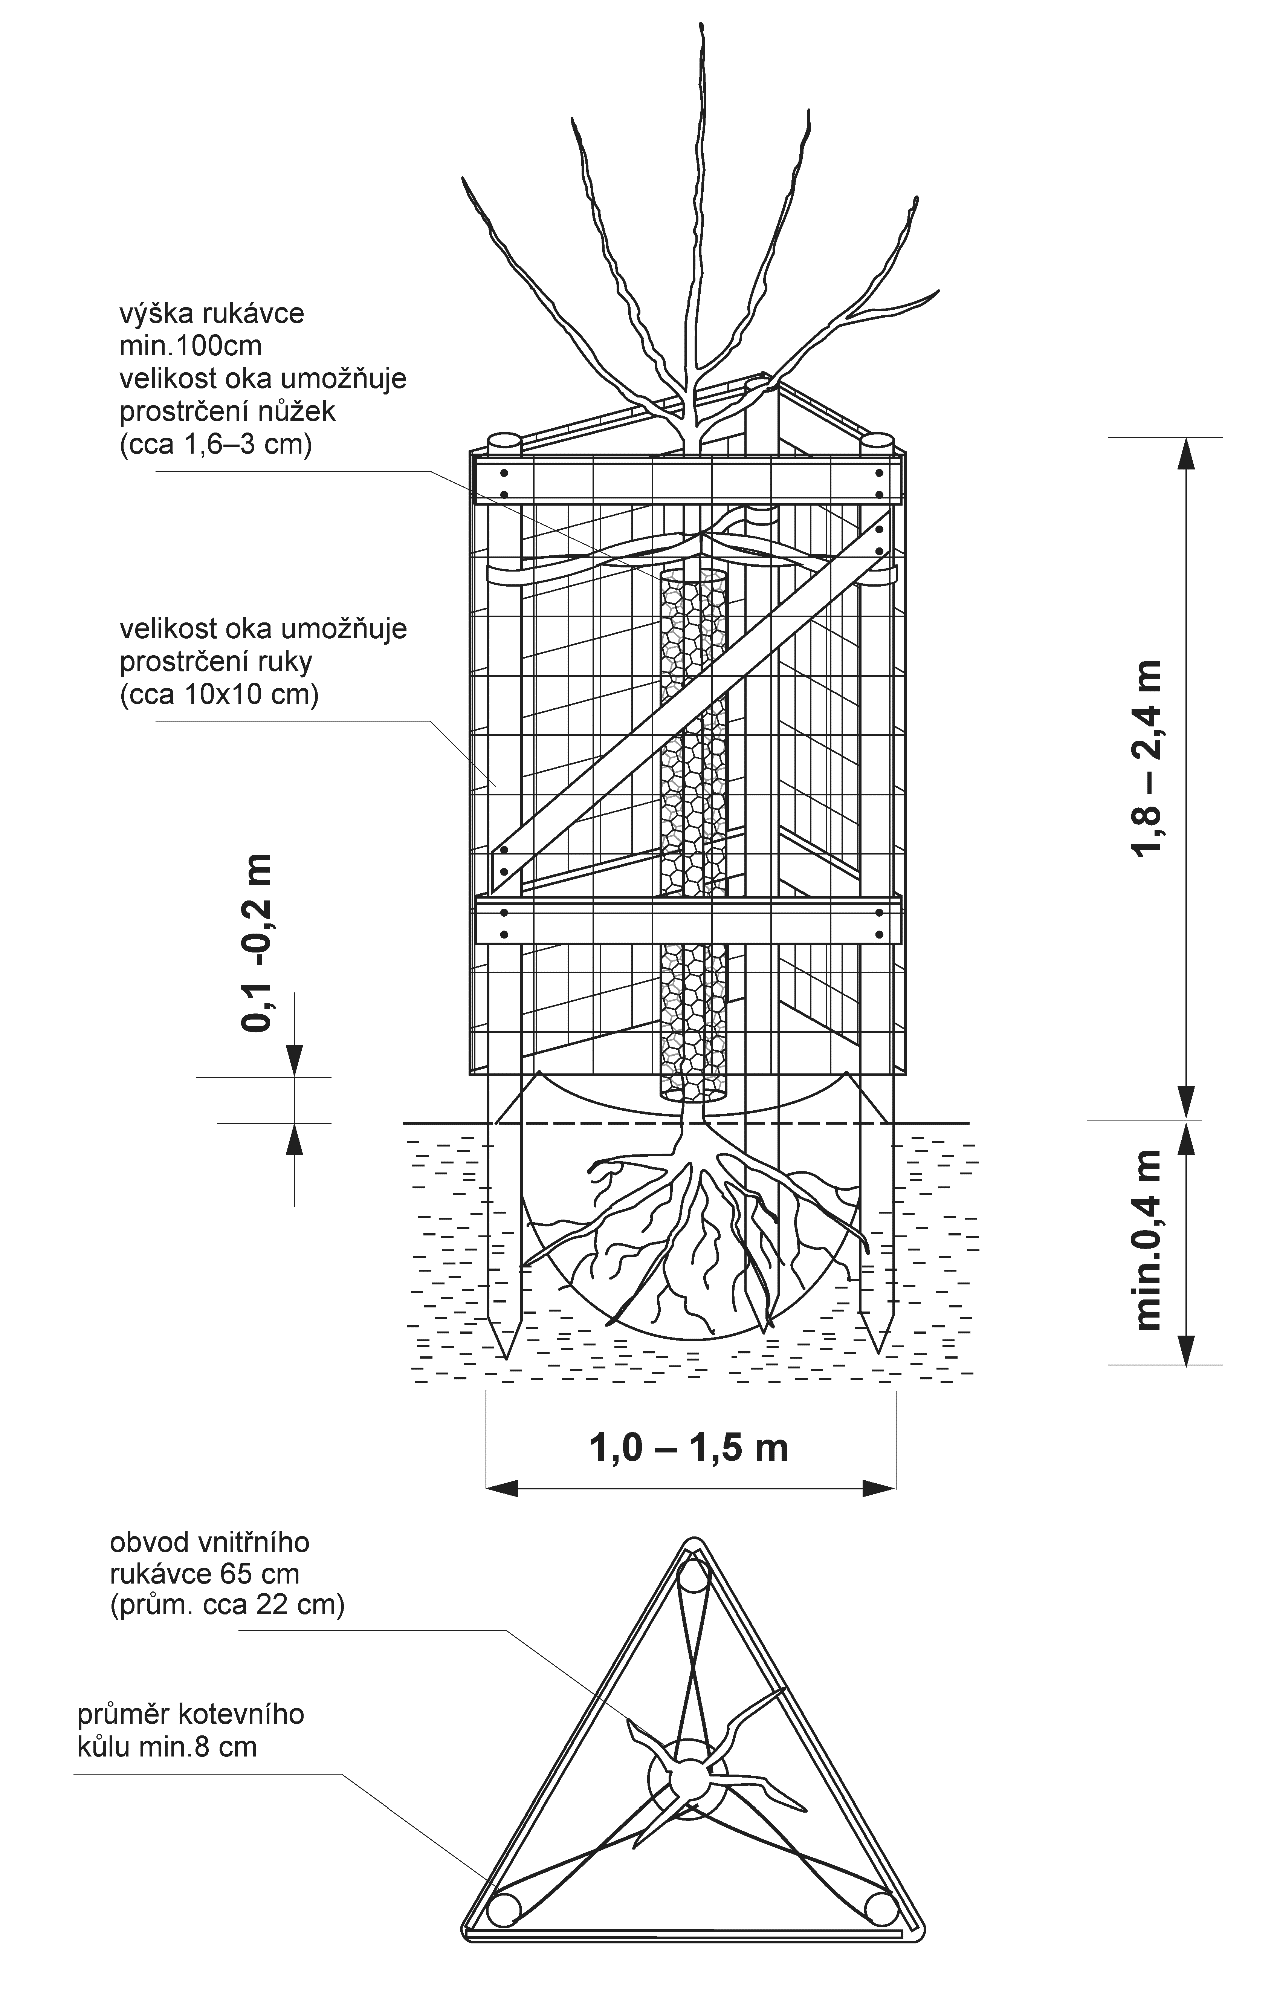 výška rukávce
min.100cm
velikost oka umožňuje
prostrčení nůžek
(cca 1,6–3 cm)
velikost oka umožňuje
prostrčení ruky
(cca 10x10 cm)
0,1 -0,2 m
1,8 – 2,4 m
min.0,4 m
1,0 – 1,5 m
obvod vnitřního
rukávce 65 cm
(prům. cca 22 cm)
průměr kotevního
kůlu min.8 cm